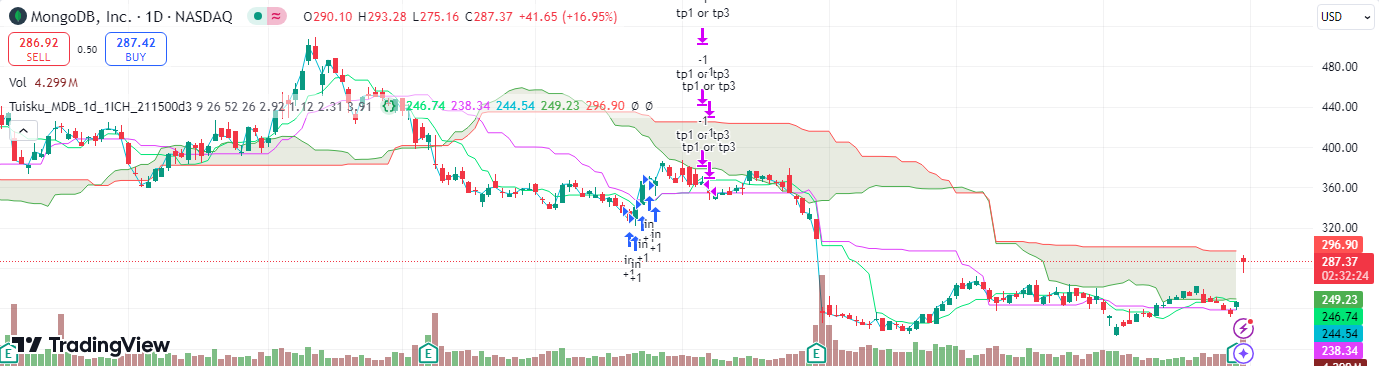 MongoDB, Inc. · 1D · NASDAQ O290.10 H293.28 L275.16 C287.37 +41.65 (+16.95%)
USD
286.92
SELL
0.50
287.42
BUY
Vol 4.299M
Tuisku_MDB_1d_1ICH_211500d3 9 26 52 26 2.92 1.12 2.31 3.91 {} 246.74 238.34 244.54 249.23 296.90 Ø Ø
tp1 or tp3
-1
tp1 or tp3
tp1 or tp3
-1
tp1 or tp3
tp1 or tp3
in
in
+1
in
+1
in
in
+1
+1
480.00
440.00
400.00
360.00
320.00
296.90
287.37
02:32:24
249.23
246.74
244.54
238.34
E
E
E
TradingView